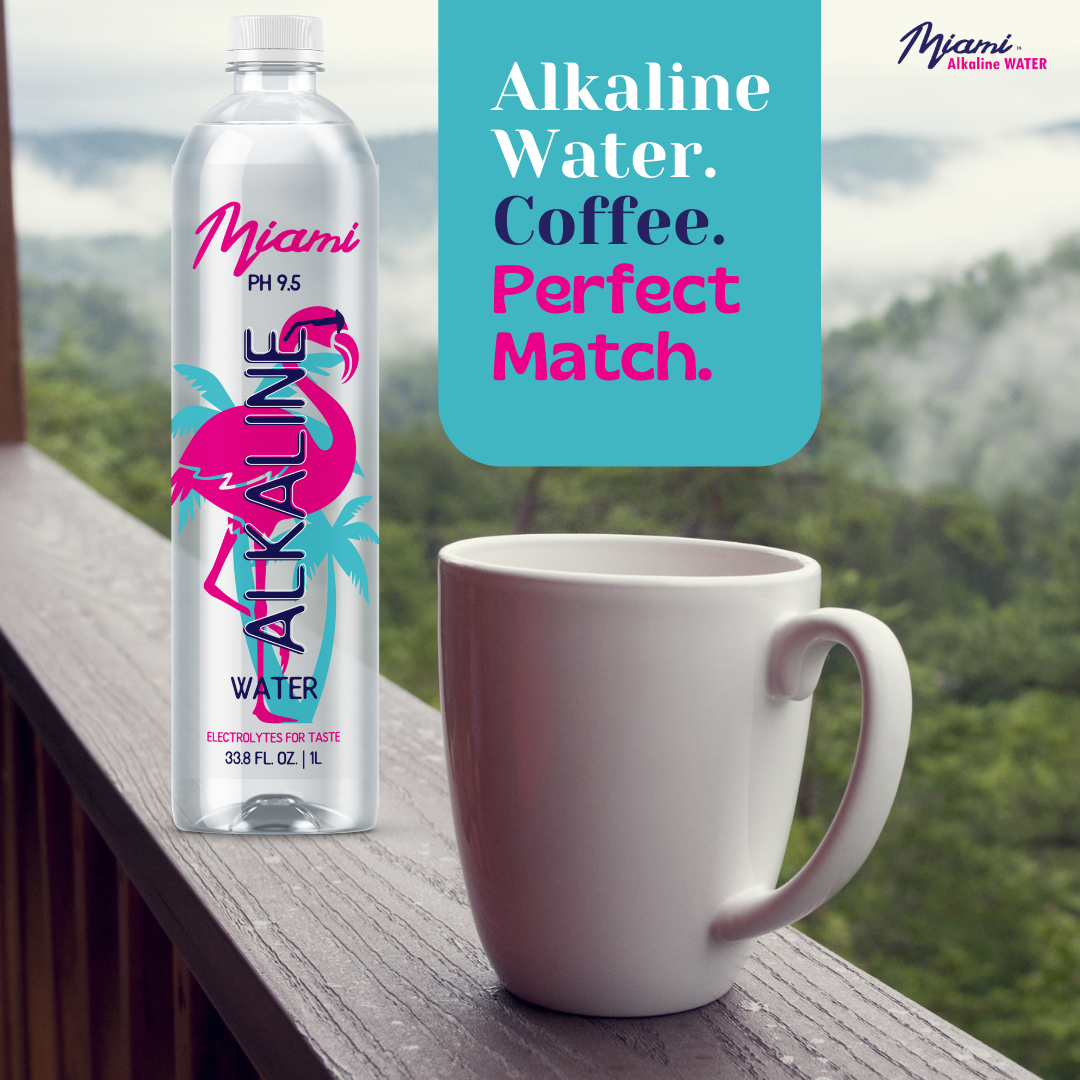 Miami
PH 9.5
ALKALINE
WATER
ELECTROLYTES FOR TASTE
33.8 FL. OZ. | 1L
Alkaline
Water.
Coffee.
Perfect
Match.
Miami
Alkaline WATER